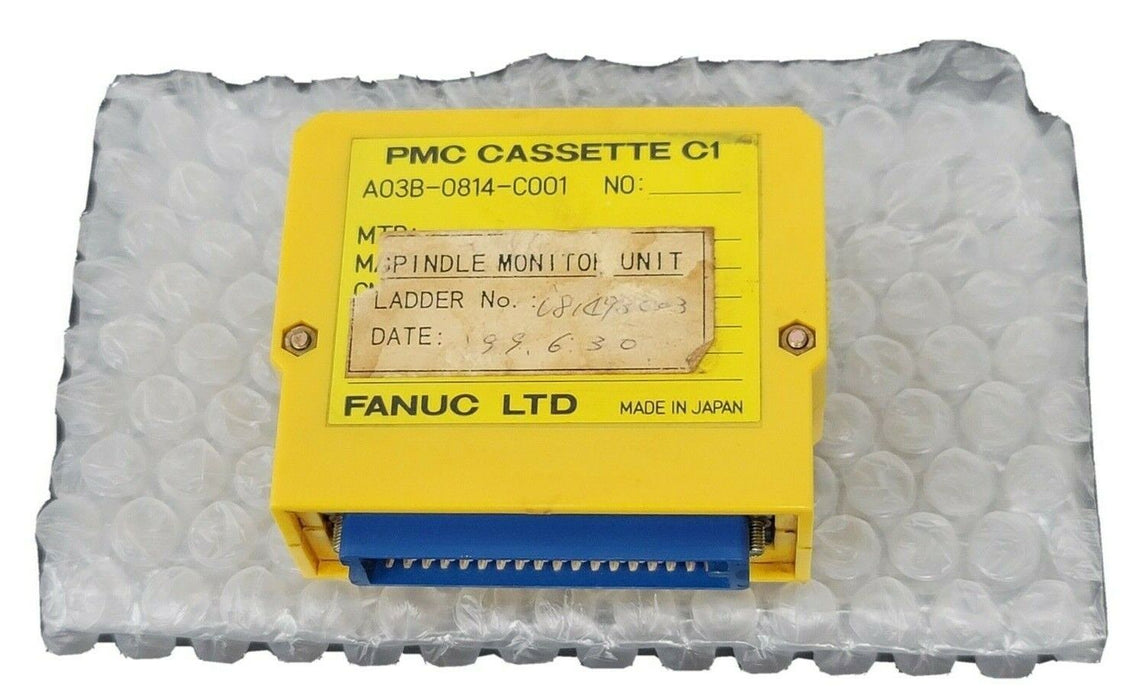 PMC CASSETTE C1
A03B-0814-C001 NO:
SPINDLE MONITOR UNIT
LADDER No. :
DATE: '99.6.30
FANUC LTD MADE IN JAPAN